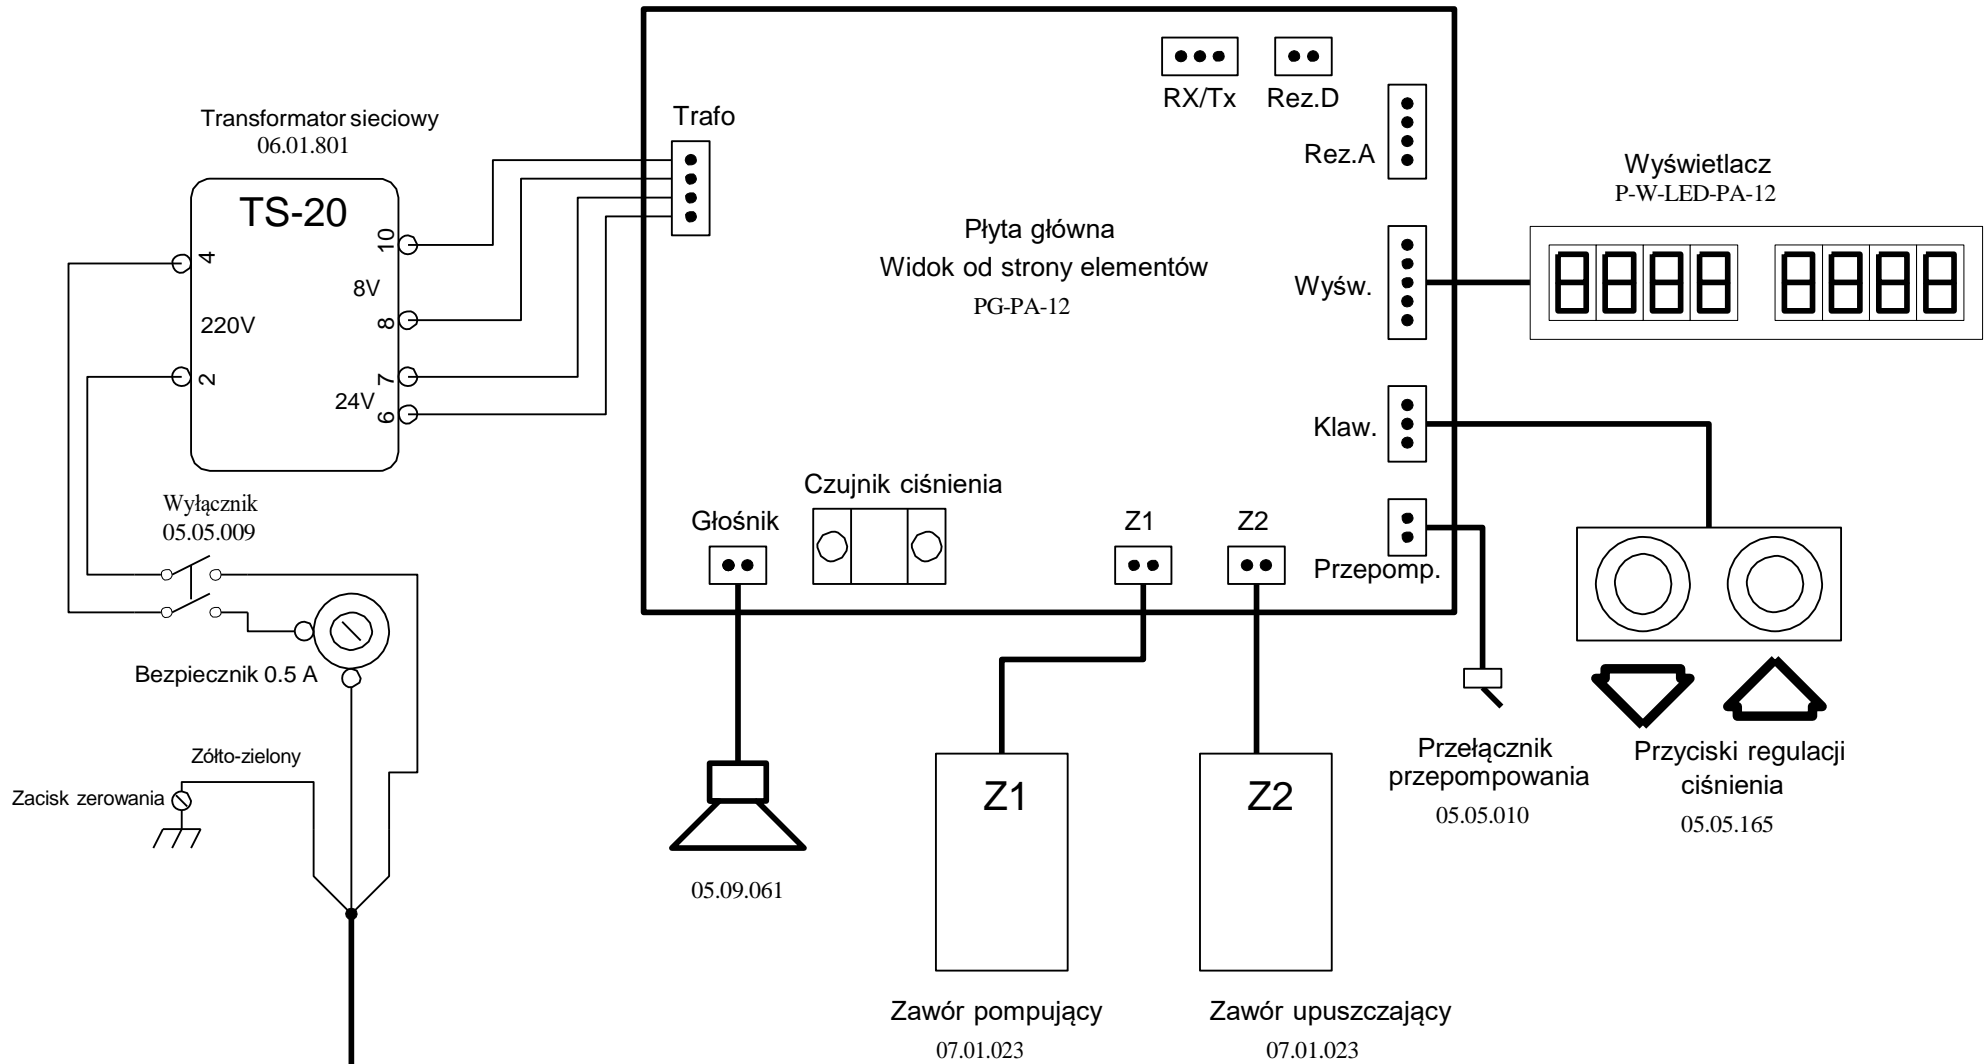 RX/Tx
Rez.D
Trafo
Rez.A
Transformator sieciowy
06.01.801
TS-20
10
4
8V
8
220V
7
2
24V
6
Płyta główna
Widok od strony elementów
PG-PA-12
Wyświetlacz
P-W-LED-PA-12
Wyśw.
Klaw.
Czujnik ciśnienia
Głośnik
Z1
Z2
Przepomp.
Wyłącznik
05.05.009
Bezpiecznik 0.5 A
Zółto-zielony
Zacisk zerowania
05.09.061
Z1
Z2
Przełącznik
przepompowania
05.05.010
Przyciski regulacji
ciśnienia
05.05.165
Zawór pompujący
07.01.023
Zawór upuszczający
07.01.023